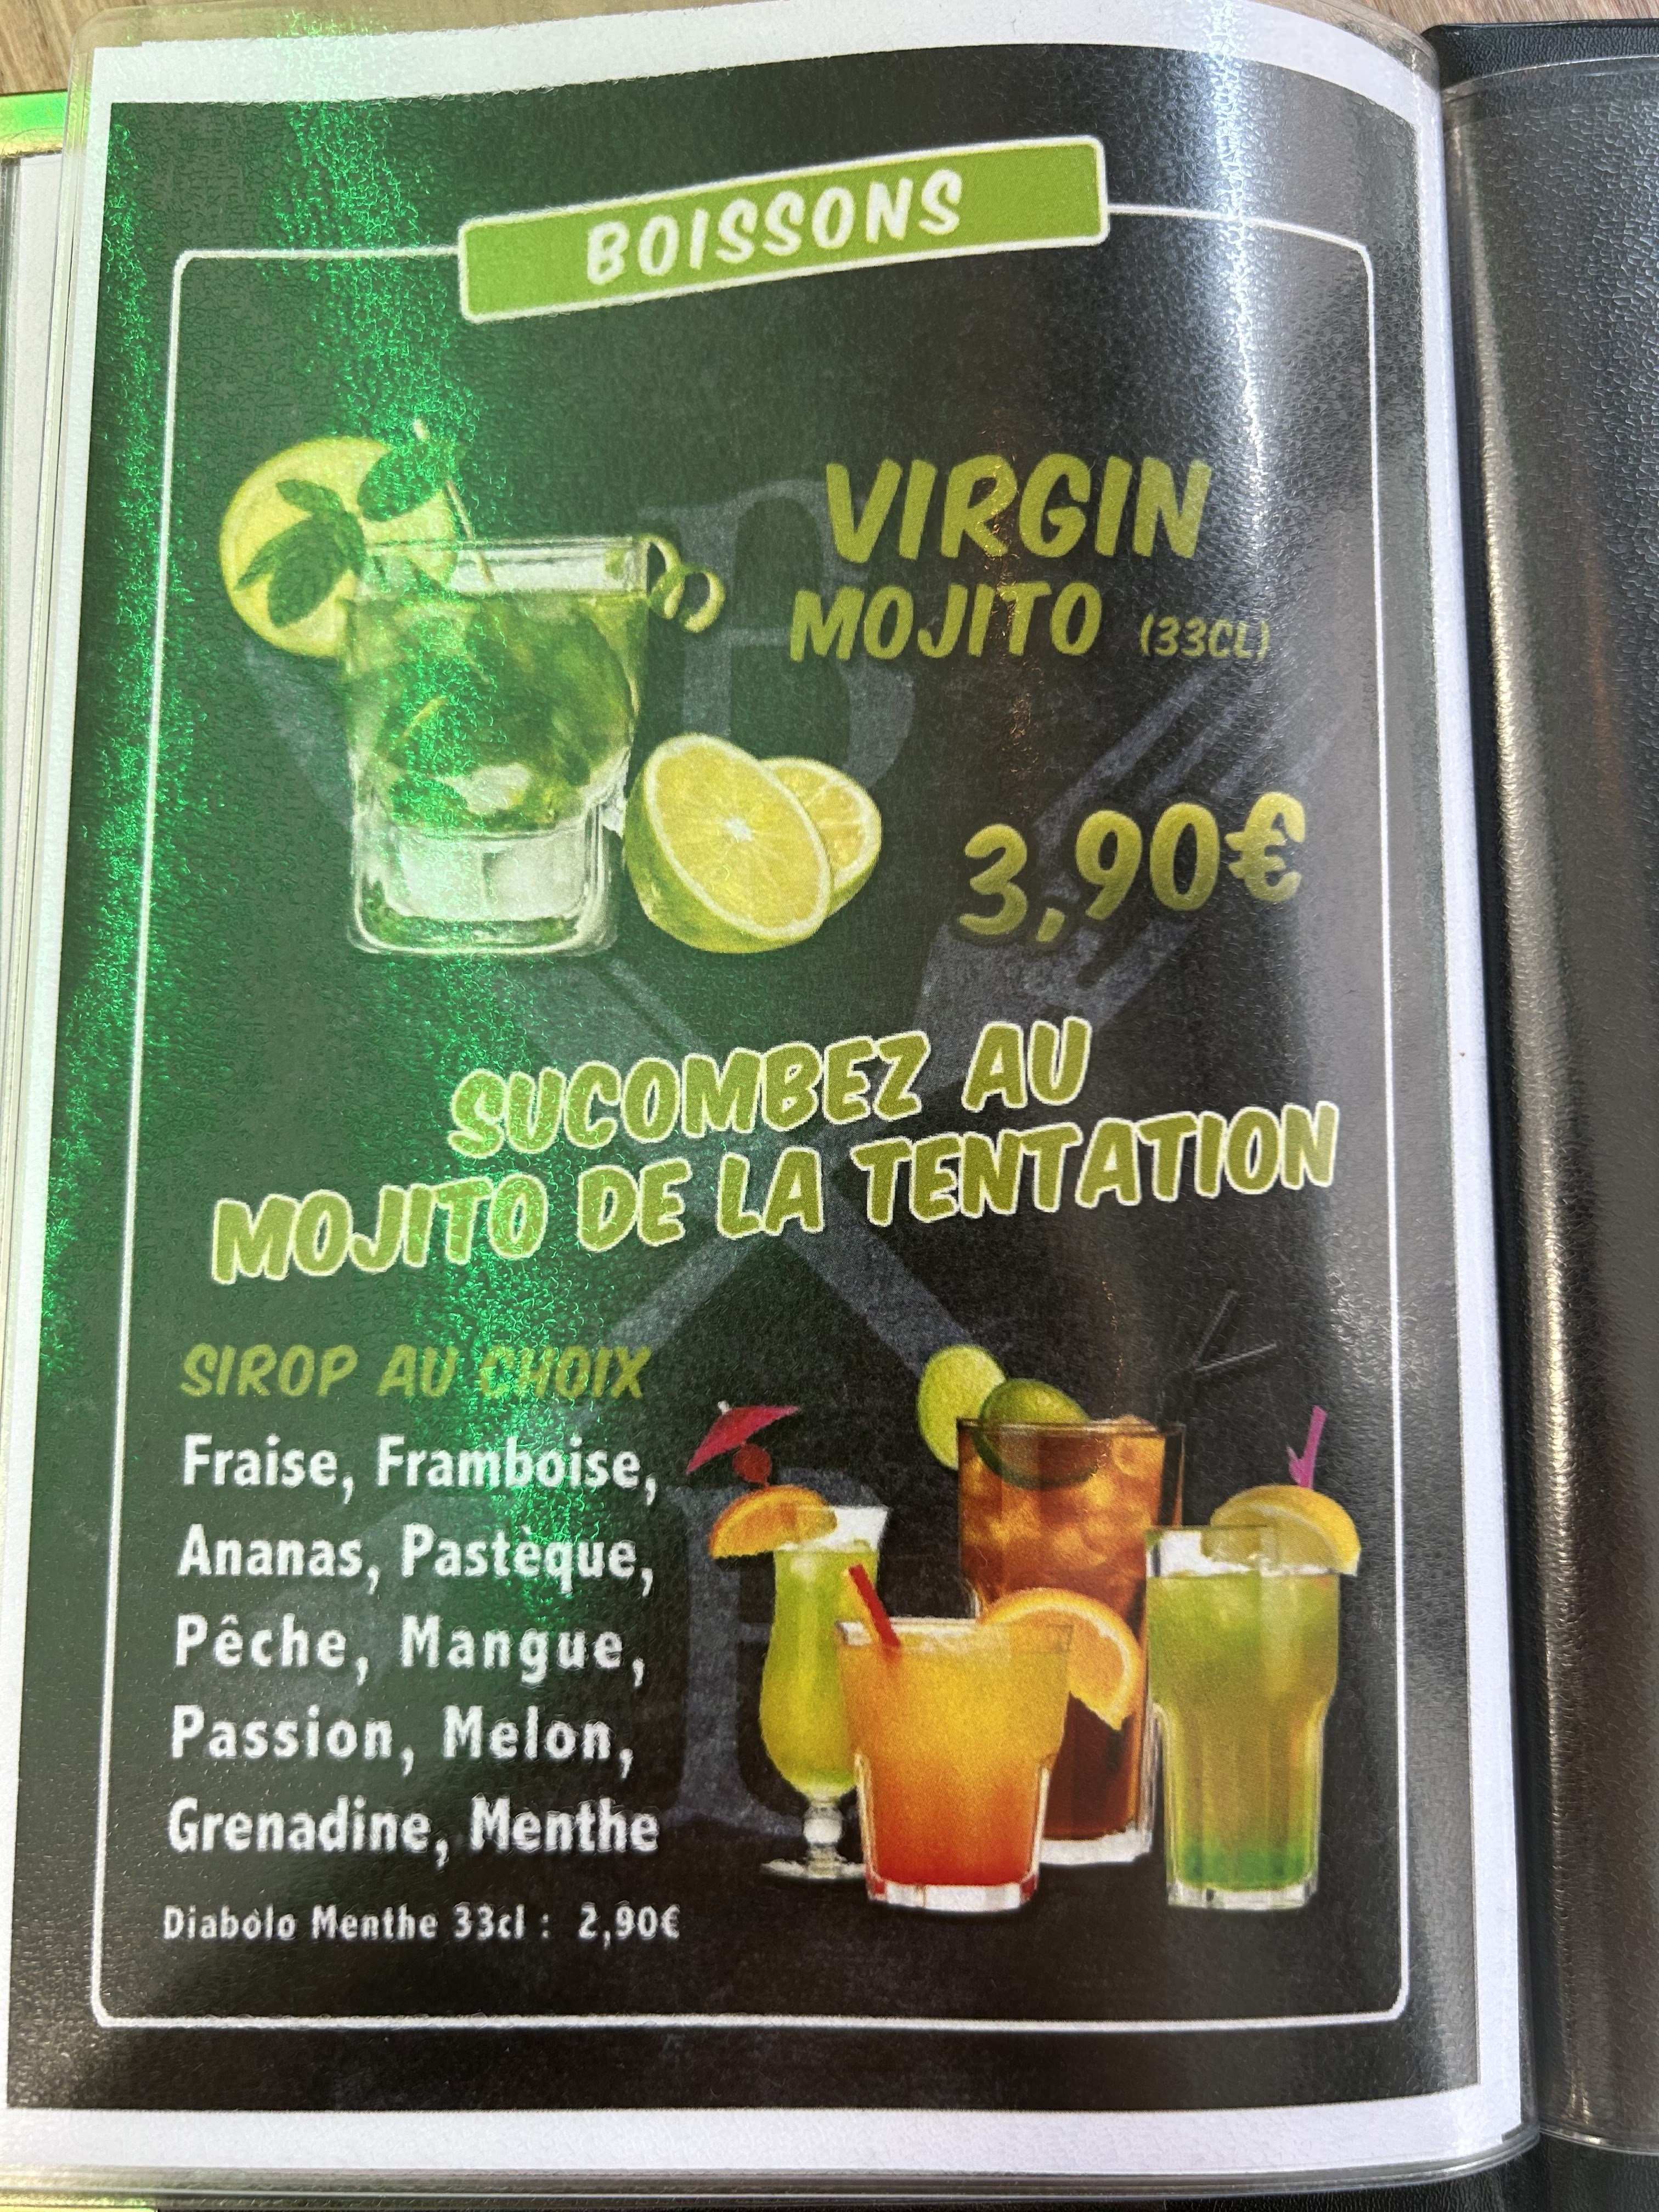 BOISSONS
VIRGIN
MOJITO (33CL)
3,90€
SUCOMBEZ AU
MOJITO DE LA TENTATION
SIROP AU CHOIX
Fraise, Framboise,
Ananas, Pastèque,
Pêche, Mangue,
Passion, Melon,
Grenadine, Menthe
Diabolo Menthe 33cl : 2,90€